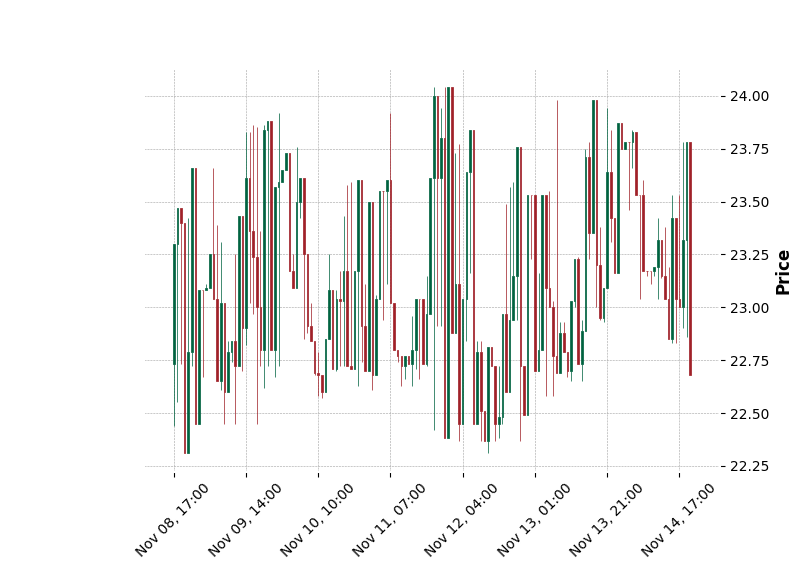 24.00
23.75
23.50
23.25
23.00
22.75
22.50
22.25
Price
Nov 08, 17:00
Nov 09, 14:00
Nov 10, 10:00
Nov 11, 07:00
Nov 12, 04:00
Nov 13, 01:00
Nov 13, 21:00
Nov 14, 17:00